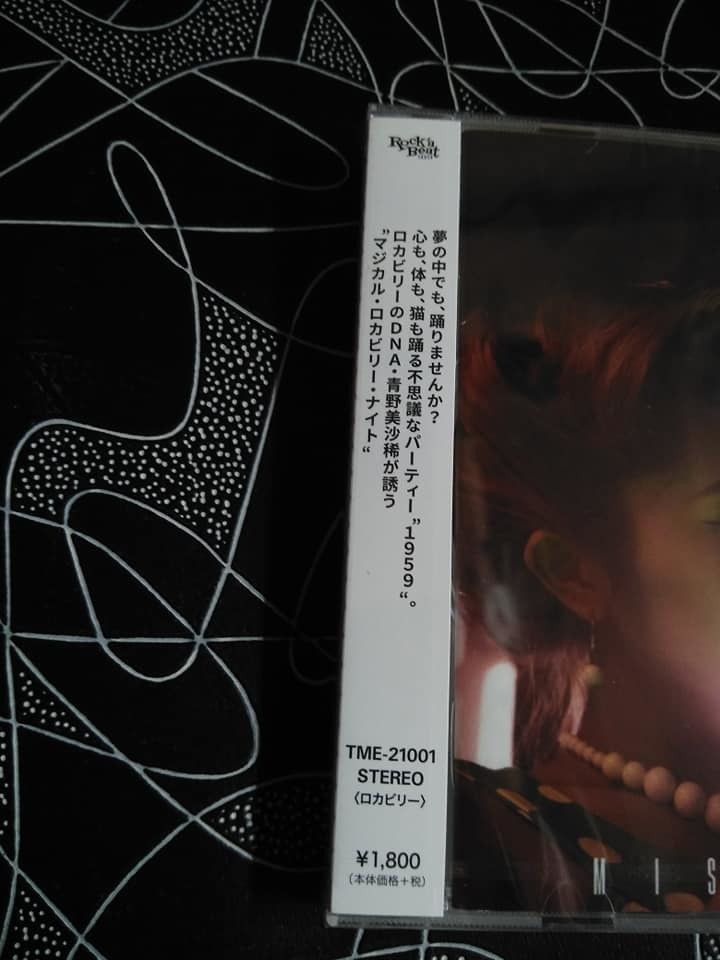 Rock'a Beat
夢の中でも、踊りませんか?
心も、体も、猫も踊る不思議なパーティー”1959“。
ロカビリーのDNA・青野美沙稀が誘う
”マジカル・ロカビリー・ナイト“
TME-21001
STEREO
〈ロカビリー〉
¥1,800
(本体価格+税)
MIS